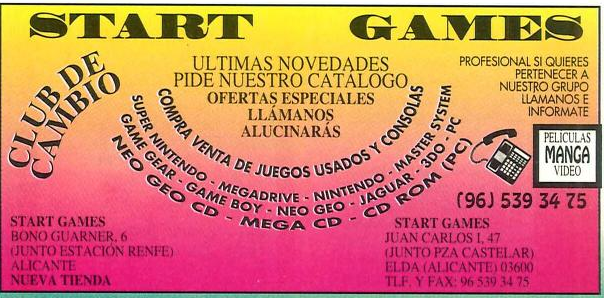 START GAMES
CLUB DE
CAMBIO
ULTIMAS NOVEDADES
PIDE NUESTRO CATÁLOGO
OFERTAS ESPECIALES
LLÁMANOS
ALUCINARÁS
COMPRA VENTA DE JUEGOS USADOS Y CONSOLAS
SUPER NINTENDO - MEGADRIVE - NINTENDO - MASTER SYSTEM
GAME GEAR - GAME BOY - NEO GEO - JAGUAR - 3DO - PC
NEO GEO CD - MEGA CD - CD ROM (PC)
PROFESIONAL SI QUIERES
PERTENECER A
NUESTRO GRUPO
LLAMANOS E
INFORMATE
PELICULAS
MANGA
VIDEO
(96) 539 34 75
START GAMES
BONO GUARNER, 6
(JUNTO ESTACIÓN RENFE)
ALICANTE
NUEVA TIENDA
START GAMES
JUAN CARLOS I, 47
(JUNTO PZA CASTELAR)
ELDA (ALICANTE) 03600
TLF. Y FAX: 96 539 34 75